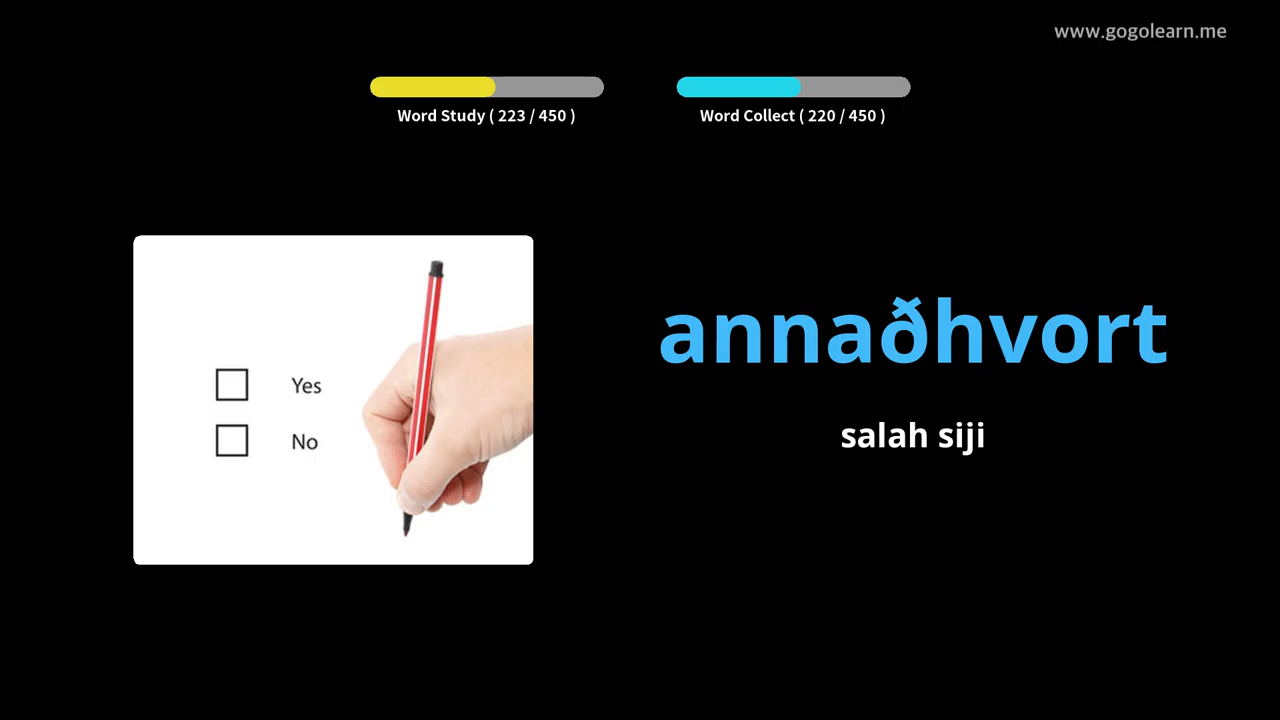 www.gogolearn.me
Word Study ( 223 / 450 )
Word Collect ( 220 / 450 )
Yes
No
annaðhvort
salah siji